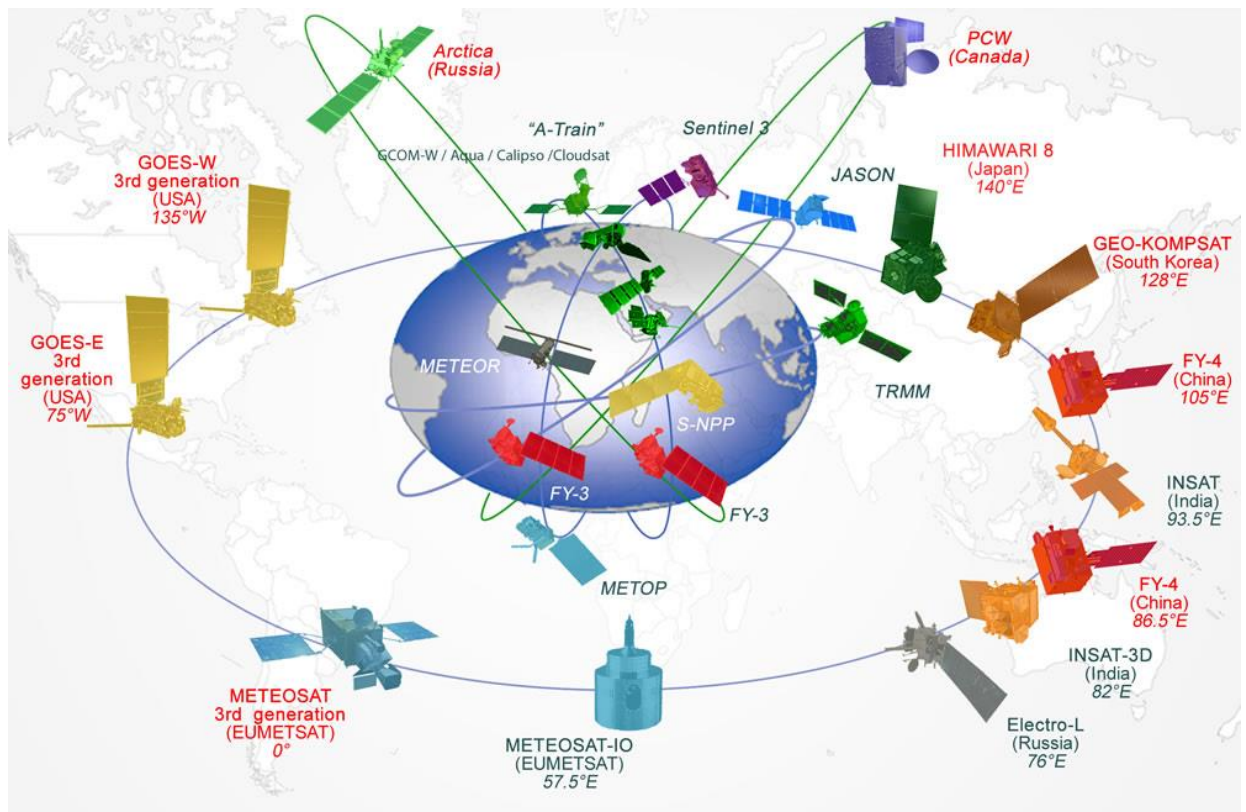 Arctica
(Russia)
PCW
(Canada)
"A-Train"
GCOM-W / Aqua / Calipso /Cloudsat
Sentinel 3
JASON
GOES-W
3rd generation
(USA)
135°W
HIMAWARI 8
(Japan)
140°E
GEO-KOMPSAT
(South Korea)
128°E
GOES-E
3rd
generation
(USA)
75°W
METEOR
TRMM
FY-4
(China)
105°E
S-NPP
INSAT
(India)
93.5°E
FY-3
FY-3
METOP
FY-4
(China)
86.5°E
INSAT-3D
(India)
82°E
METEOSAT
3rd generation
(EUMETSAT)
0°
Electro-L
(Russia)
76°E
METEOSAT-IO
(EUMETSAT)
57.5°E